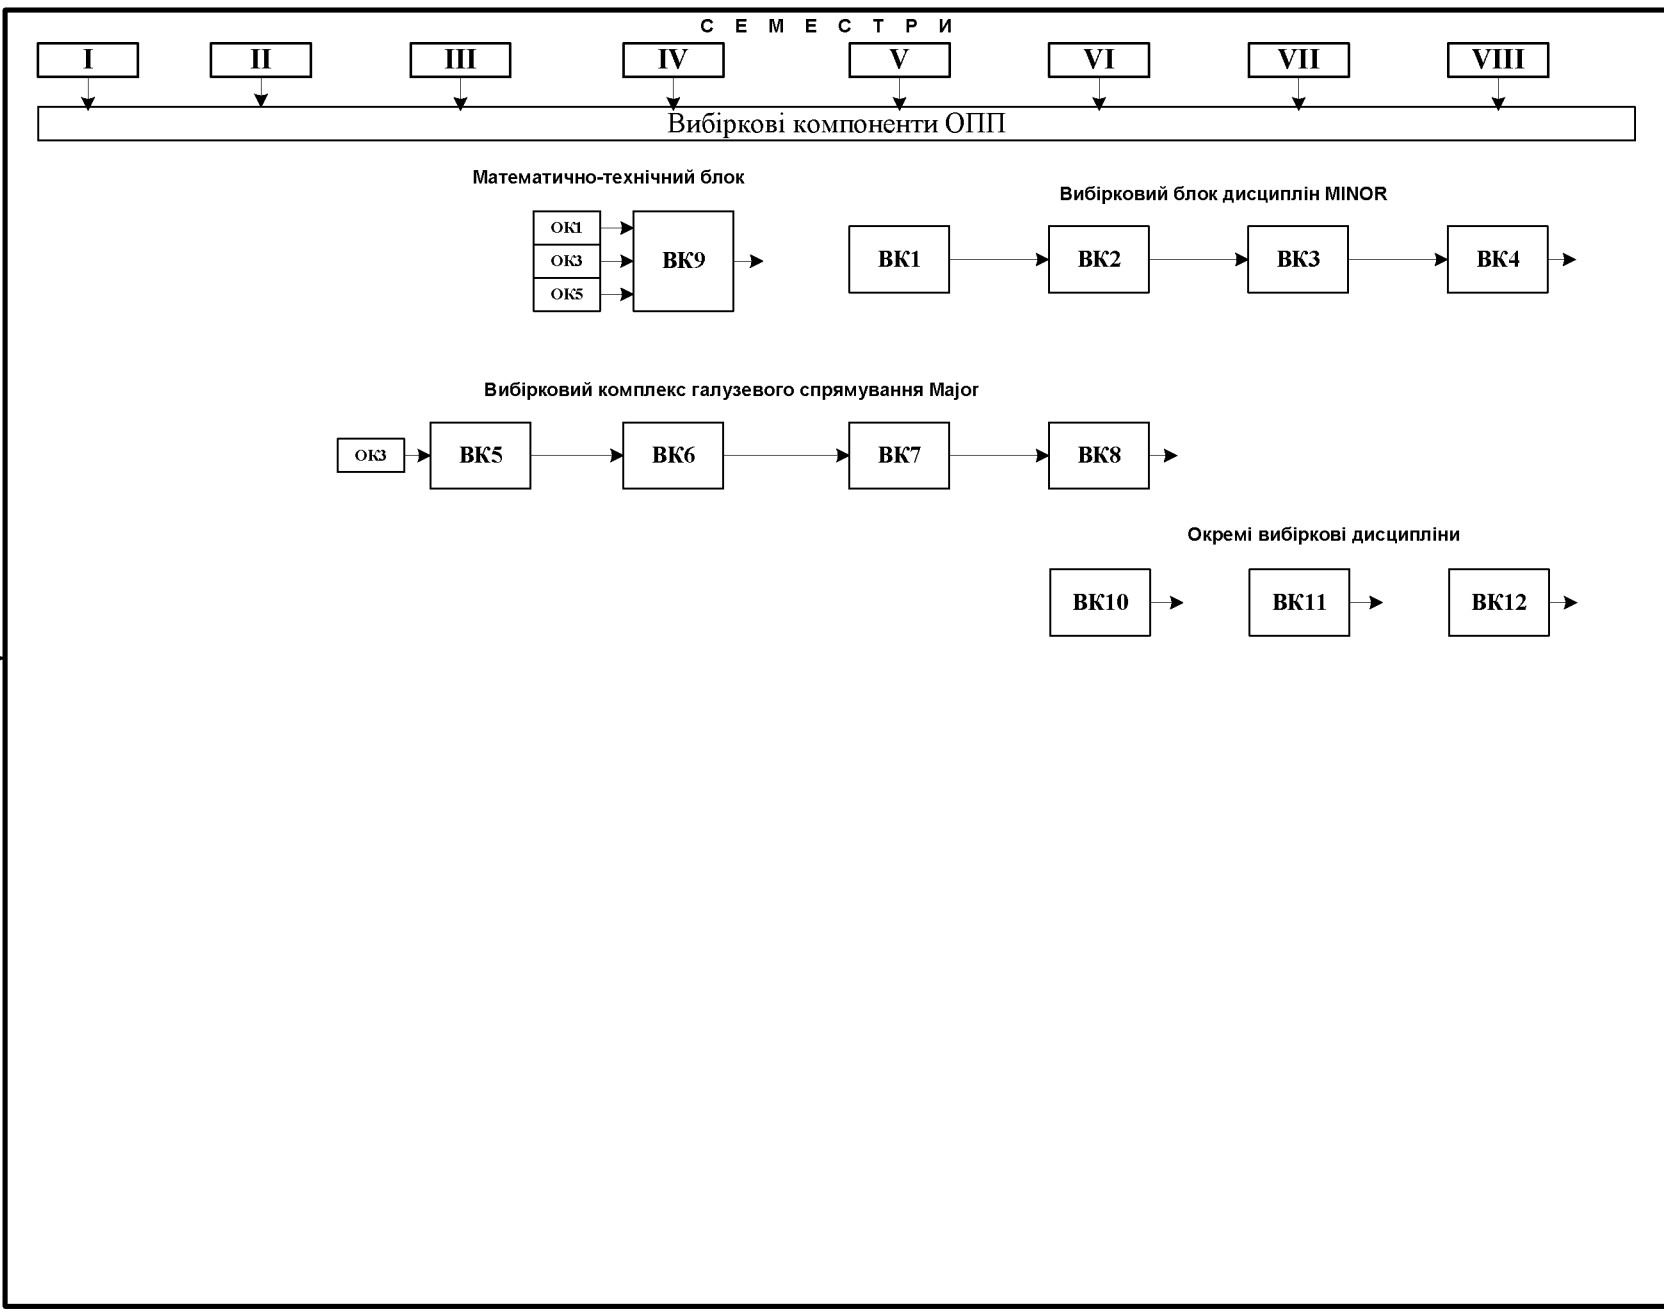 С Е М Е С Т Р И
I II III IV V VI VII VIII
Вибіркові компоненти ОПП
Математично-технічний блок
Вибірковий блок дисциплін MINOR
ОК1
ОК3
ОК5
ВК9
ВК1 ВК2 ВК3 ВК4
Вибірковий комплекс галузевого спрямування Major
ОК3 ВК5 ВК6 ВК7 ВК8
Окремі вибіркові дисципліни
ВК10 ВК11 ВК12